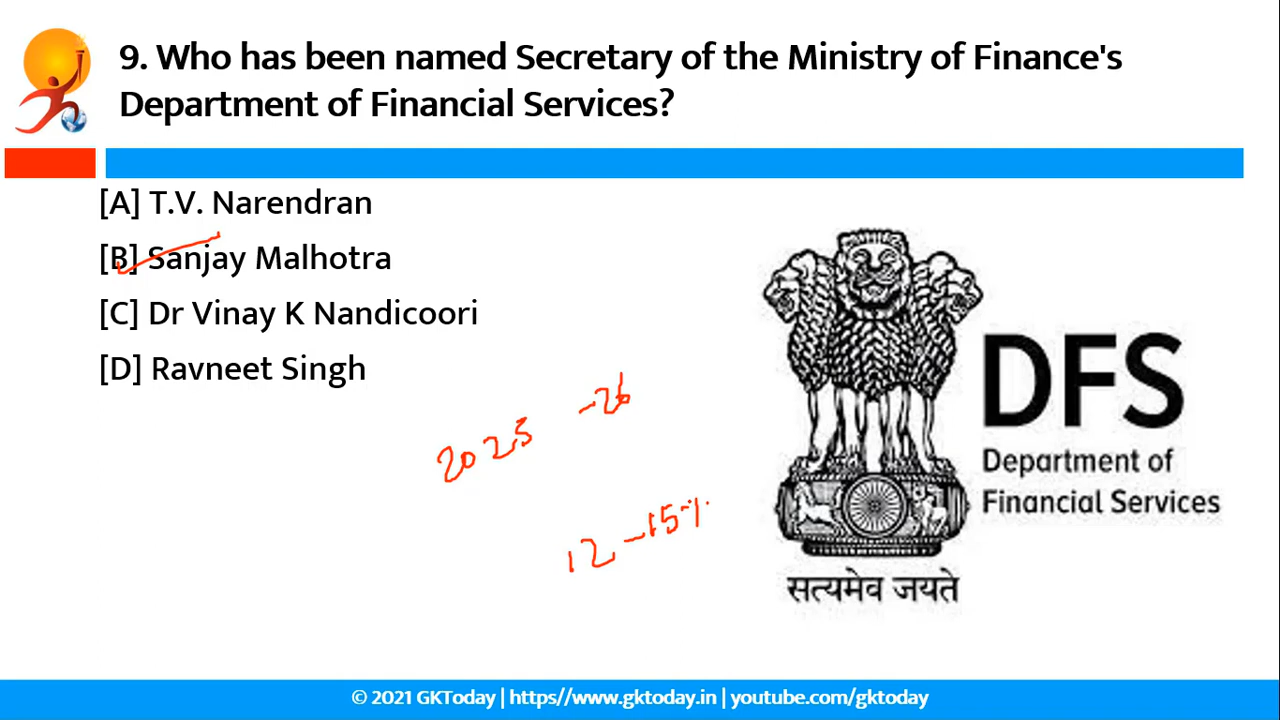 9. Who has been named Secretary of the Ministry of Finance's
Department of Financial Services?
[A] T.V. Narendran
[B] Sanjay Malhotra
[C] Dr Vinay K Nandicoori
[D] Ravneet Singh
2025 -26
12 -15%
DFS
Department of
Financial Services
सत्यमेव जयते
© 2021 GKToday | https//www.gktoday.in | youtube.com/gktoday